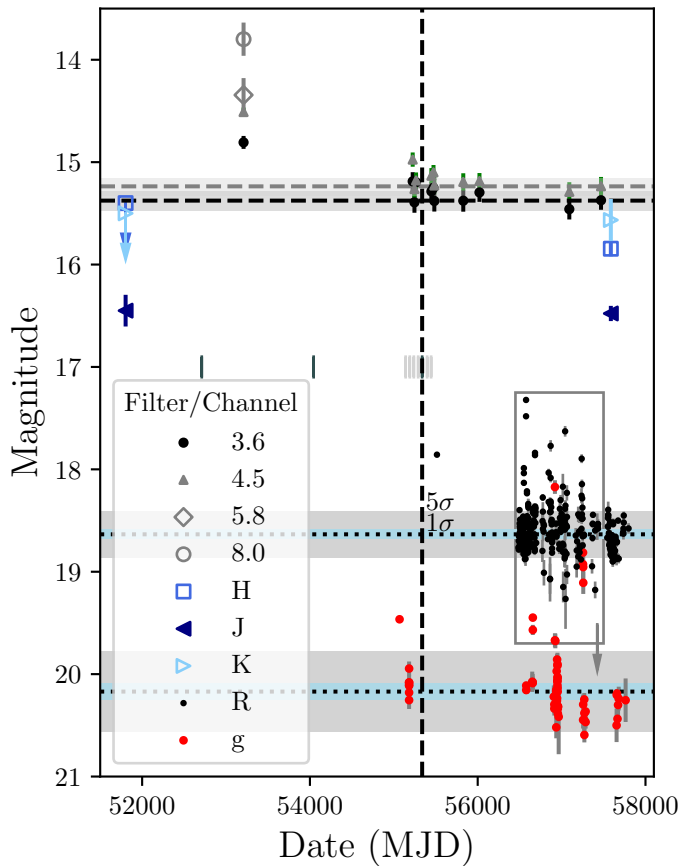 14
15
16
17
18
19
20
21
Magnitude
5σ
1σ
Filter/Channel
3.6
4.5
5.8
8.0
H
J
K
R
g
52000 54000 56000 58000
Date (MJD)